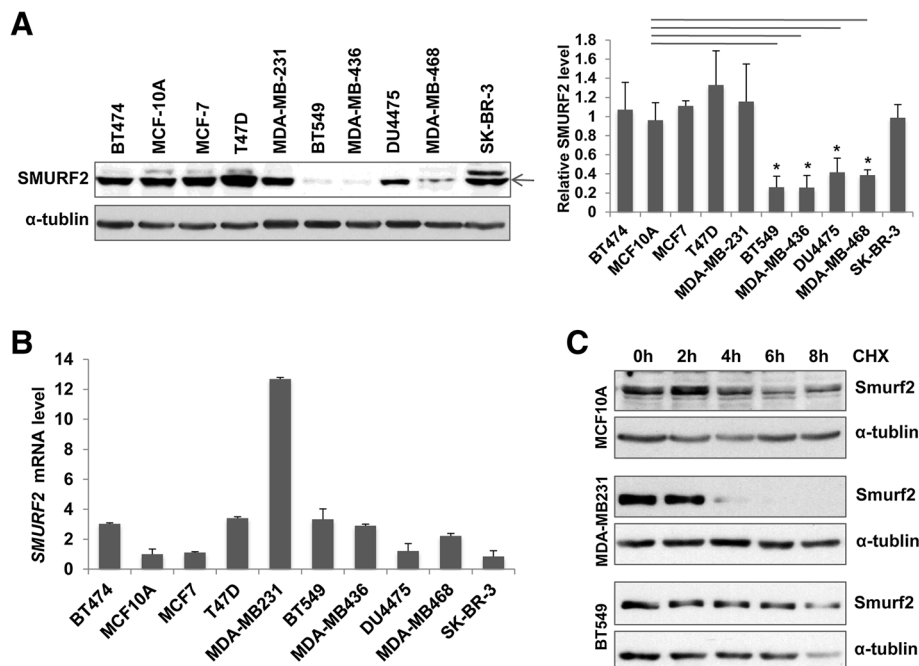 A
BT474
MCF-10A
MCF-7
T47D
MDA-MB-231
BT549
MDA-MB-436
DU4475
MDA-MB-468
SK-BR-3
SMURF2
α-tublin
Relative SMURF2 level
1.8
1.6
1.4
1.2
1
0.8
0.6
0.4
0.2
0
* * * *
BT474
MCF10A
MCF7
T47D
MDA-MB-231
BT549
MDA-MB-436
DU4475
MDA-MB-468
SK-BR-3
B
SMURF2 mRNA level
14
12
10
8
6
4
2
0
BT474
MCF10A
MCF7
T47D
MDA-MB231
BT549
MDA-MB436
DU4475
MDA-MB468
SK-BR-3
C
0h 2h 4h 6h 8h CHX
MCF10A
Smurf2
α-tublin
MDA-MB231
Smurf2
α-tublin
BT549
Smurf2
α-tublin